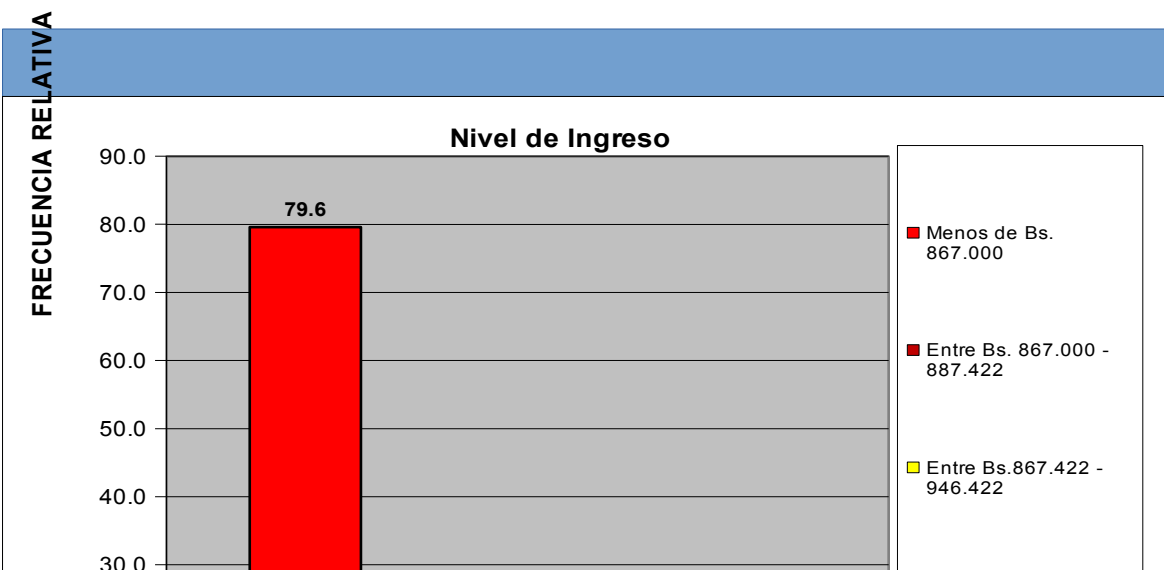 FRECUENCIA RELATIVA
Nivel de Ingreso
90.0
80.0
70.0
60.0
50.0
40.0
30.0
79.6
Menos de Bs.
867.000
Entre Bs. 867.000 -
887.422
Entre Bs.867.422 -
946.422